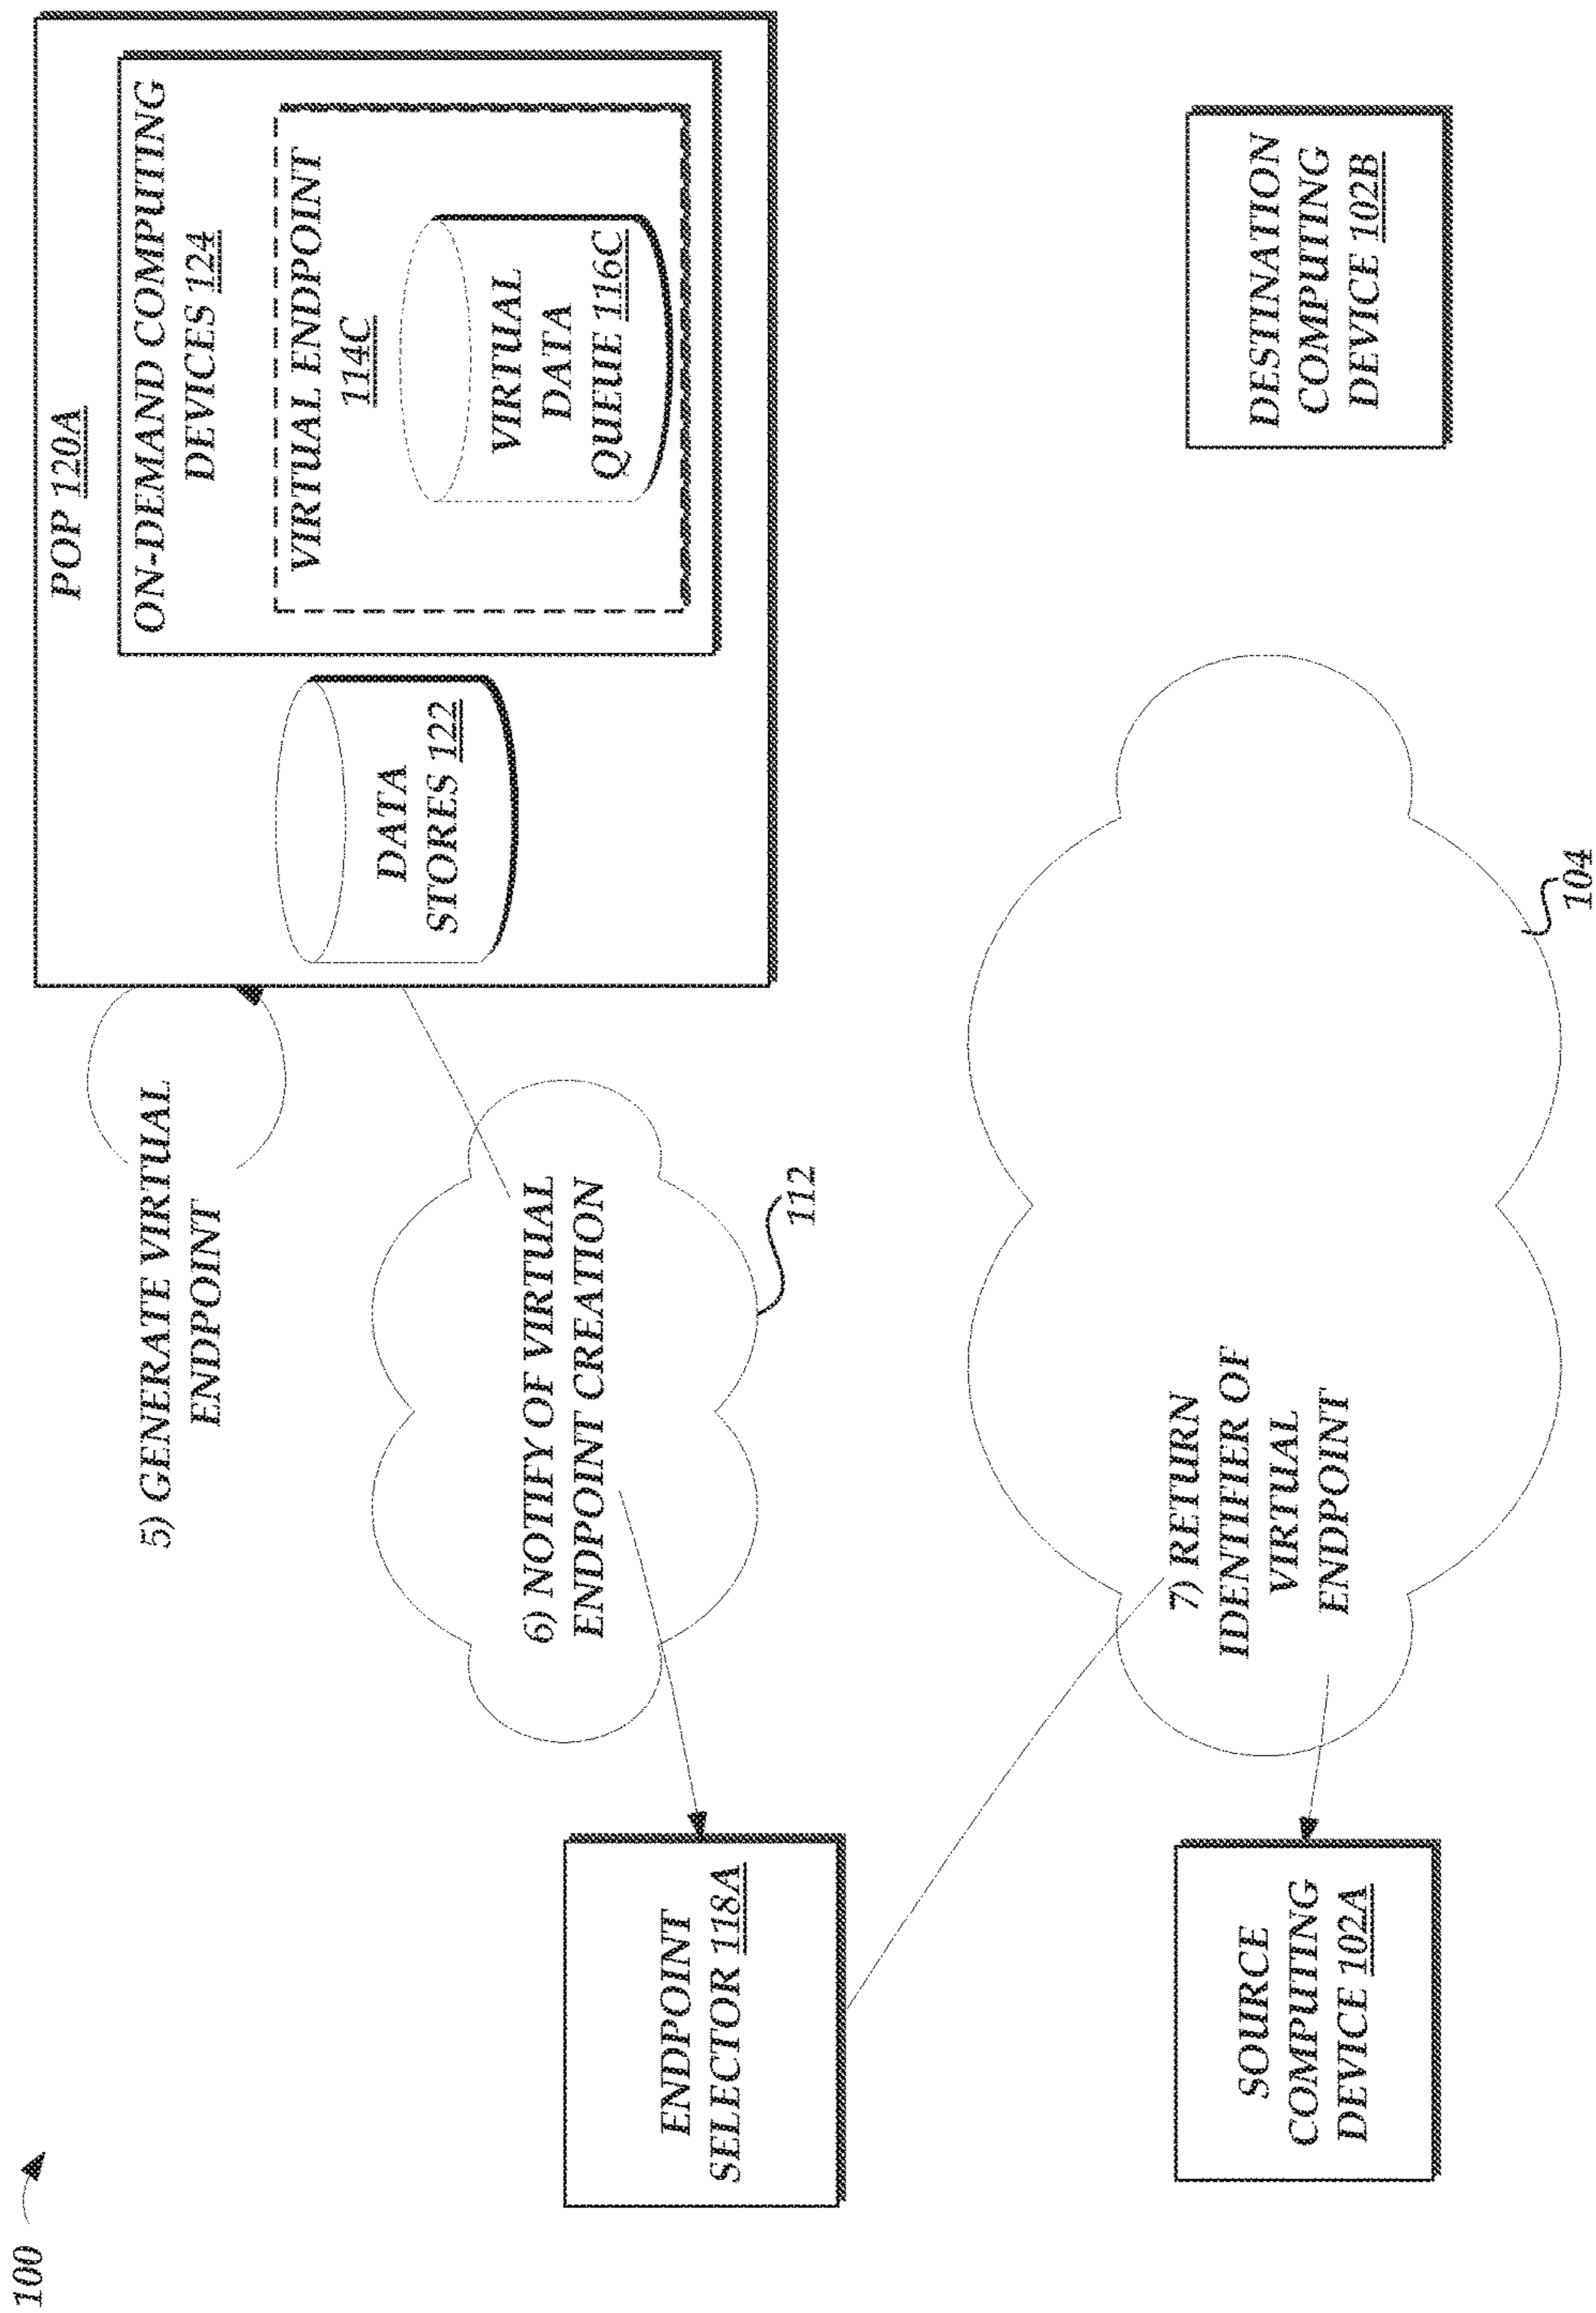 100
POP 120A
ON-DEMAND COMPUTING
DEVICES 124
VIRTUAL ENDPOINT
114C
VIRTUAL
DATA
QUEUE 116C
DATA
STORES 122
5) GENERATE VIRTUAL
ENDPOINT
6) NOTIFY OF VIRTUAL
ENDPOINT CREATION
112
ENDPOINT
SELECTOR 118A
7) RETURN
IDENTIFIER OF
VIRTUAL
ENDPOINT
104
SOURCE
COMPUTING
DEVICE 102A
DESTINATION
COMPUTING
DEVICE 102B